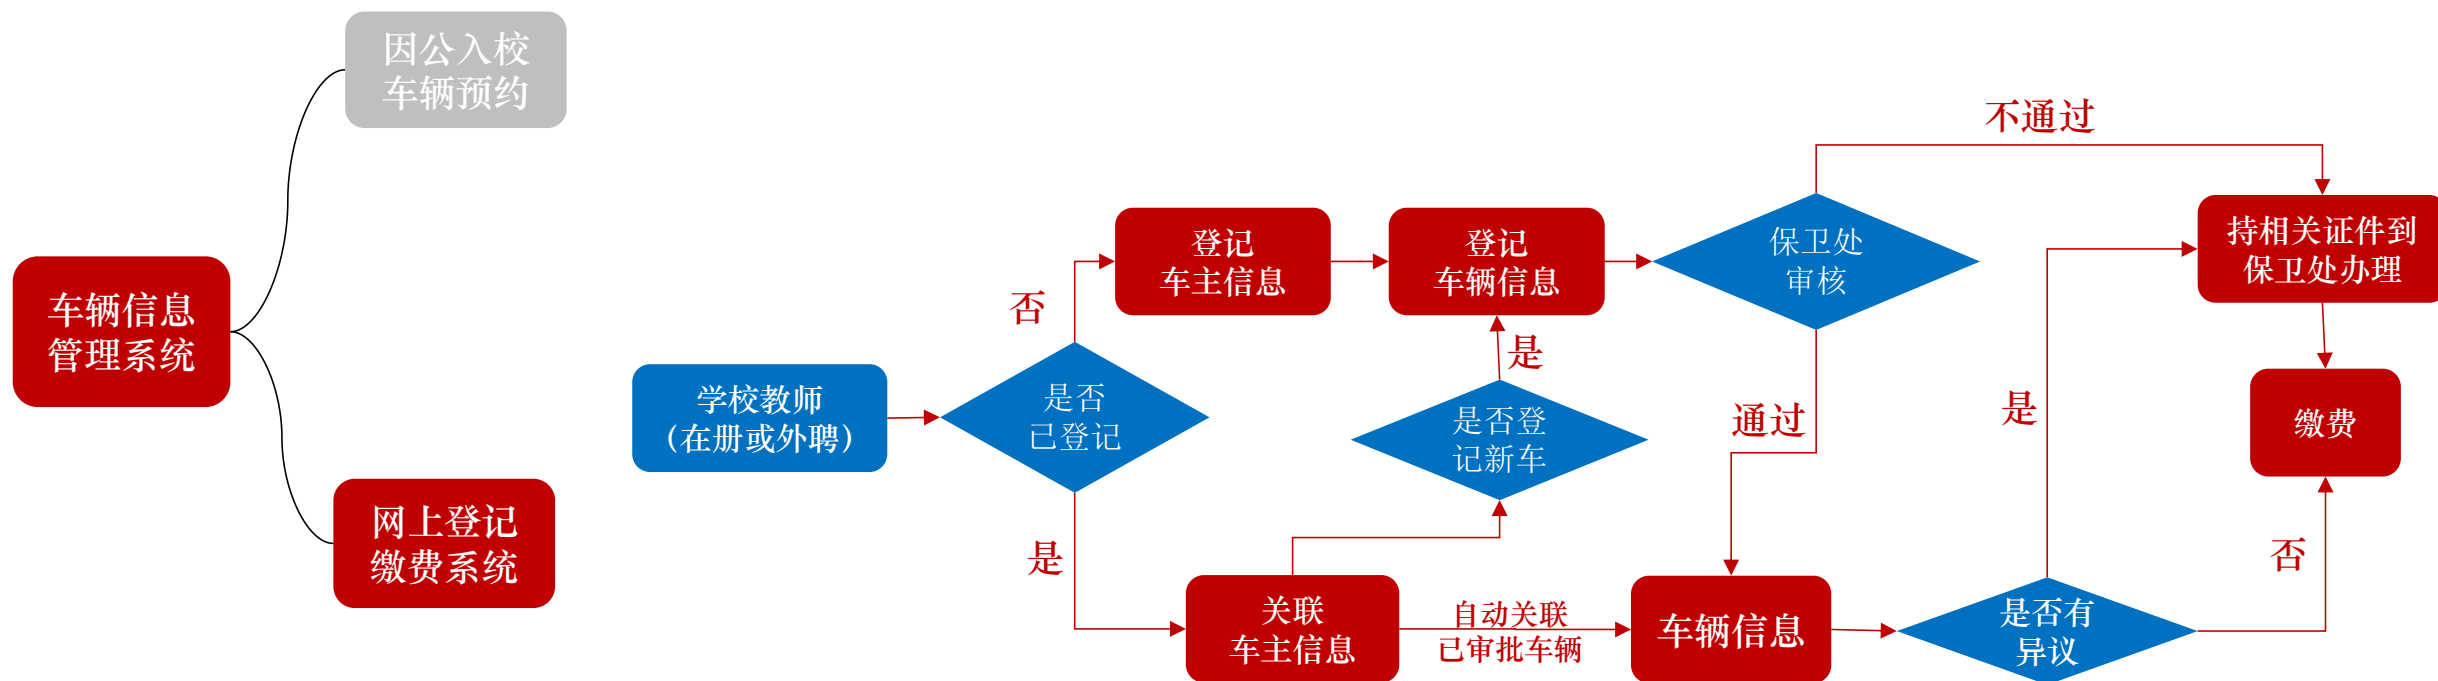 因公入校
车辆预约
车辆信息
管理系统
网上登记
缴费系统
学校教师
（在册或外聘）
是否
已登记
否
是
登记
车主信息
登记
车辆信息
是
是否登
记新车
关联
车主信息
自动关联
已审批车辆
保卫处
审核
不通过
通过
车辆信息
是否有
异议
是
否
持相关证件到
保卫处办理
缴费